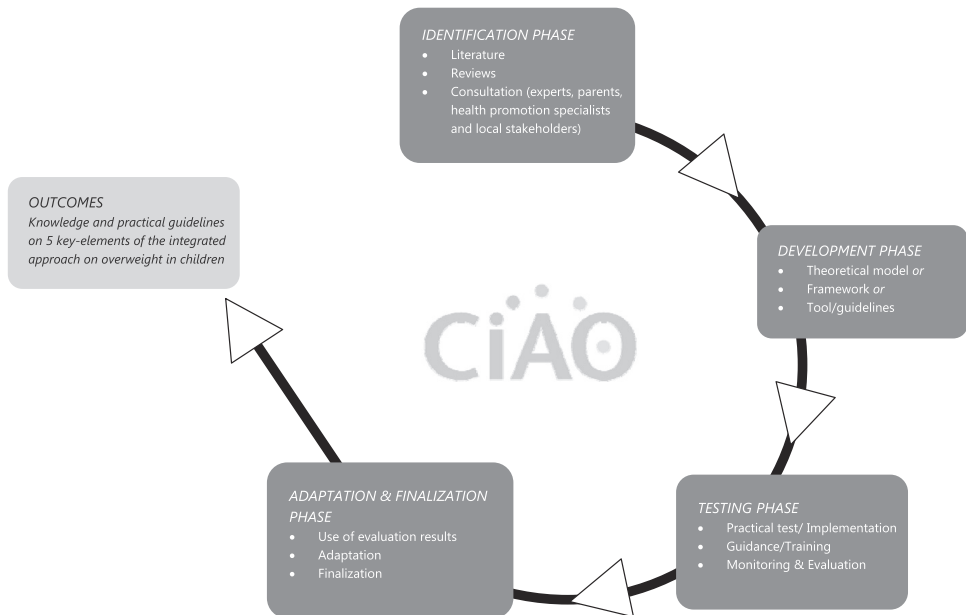 IDENTIFICATION PHASE
• Literature
• Reviews
• Consultation (experts, parents,
health promotion specialists
and local stakeholders)
DEVELOPMENT PHASE
• Theoretical model or
• Framework or
• Tool/guidelines
TESTING PHASE
• Practical test/ Implementation
• Guidance/Training
• Monitoring & Evaluation
ADAPTATION & FINALIZATION
PHASE
• Use of evaluation results
• Adaptation
• Finalization
OUTCOMES
Knowledge and practical guidelines
on 5 key-elements of the integrated
approach on overweight in children
CiAO